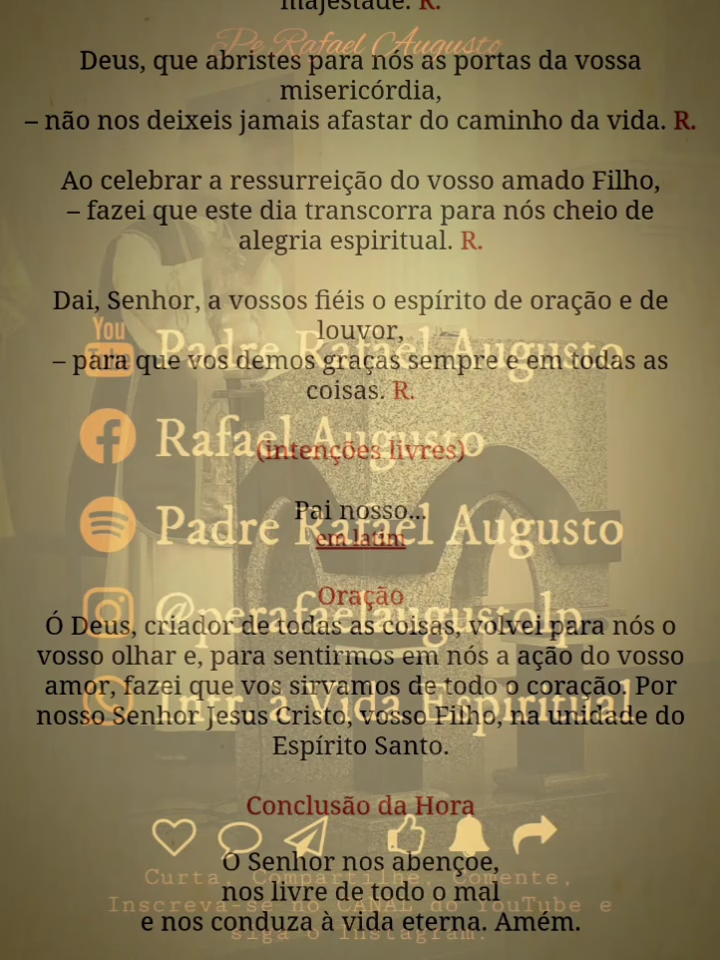 majestade. R.
Pe Rafael Augusto
Deus, que abristes para nós as portas da vossa
misericórdia,
– não nos deixeis jamais afastar do caminho da vida. R.
Ao celebrar a ressurreição do vosso amado Filho,
– fazei que este dia transcorra para nós cheio de
alegria espiritual. R.
Dai, Senhor, a vossos fiéis o espírito de oração e de
louvor,
You
Tube
Padre Rafael Augusto
– para que vos demos graças sempre e em todas as
coisas. R.
Rafael Augusto
(intenções livres)
Pai nosso...
Padre Rafael Augusto
em latim
Oração
@perafaelaugustolp
Ó Deus, criador de todas as coisas, volvei para nós o
vosso olhar e, para sentirmos em nós a ação do vosso
amor, fazei que vos sirvamos de todo o coração. Por
à Vida Espiritual
nosso Senhor Jesus Cristo, vosso Filho, na unidade do
Espírito Santo.
Conclusão da Hora
O Senhor nos abençoe,
Curta, Compartilhe, Comente,
nos livre de todo o mal
Inscreva-se no CANAL do YouTube e
e nos conduza à vida eterna. Amém.
siga o Instagram.